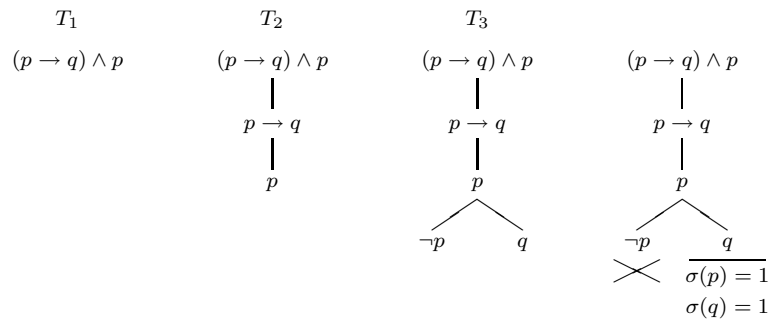 T₁ T₂ T₃
(p → q) ∧ p (p → q) ∧ p (p → q) ∧ p (p → q) ∧ p
p → q p → q p → q
p p p
¬p q ¬p q
σ(p) = 1
σ(q) = 1